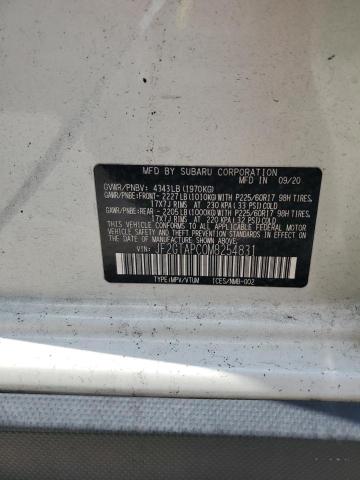 MFD BY SUBARU CORPORATION
MFD IN 09/20
GVWR/PNBV: 4343LB (1970KG)
GAWR/PNBE:FRONT- 2227LB(1010KG) WITH P225/60R17 98H TIRES,
17X7J RIMS AT 230 KPA(33 PSI)COLD
GAWR/PNBE:REAR - 2205LB(1000KG) WITH P225/60R17 98H TIRES,
17X7J RIMS AT 220 KPA(32 PSI)COLD
THIS VEHICLE CONFORMS TO ALL APPLICABLE
FEDERAL MOTOR VEHICLE SAFETY AND BUMPER
STANDARDS IN EFFECT ON THE DATE OF
MANUFACTURE SHOWN ABOVE.
VIN: JF2GTAPC0M8254831
TYPE:MPV/VTUM TCES/NMB-002